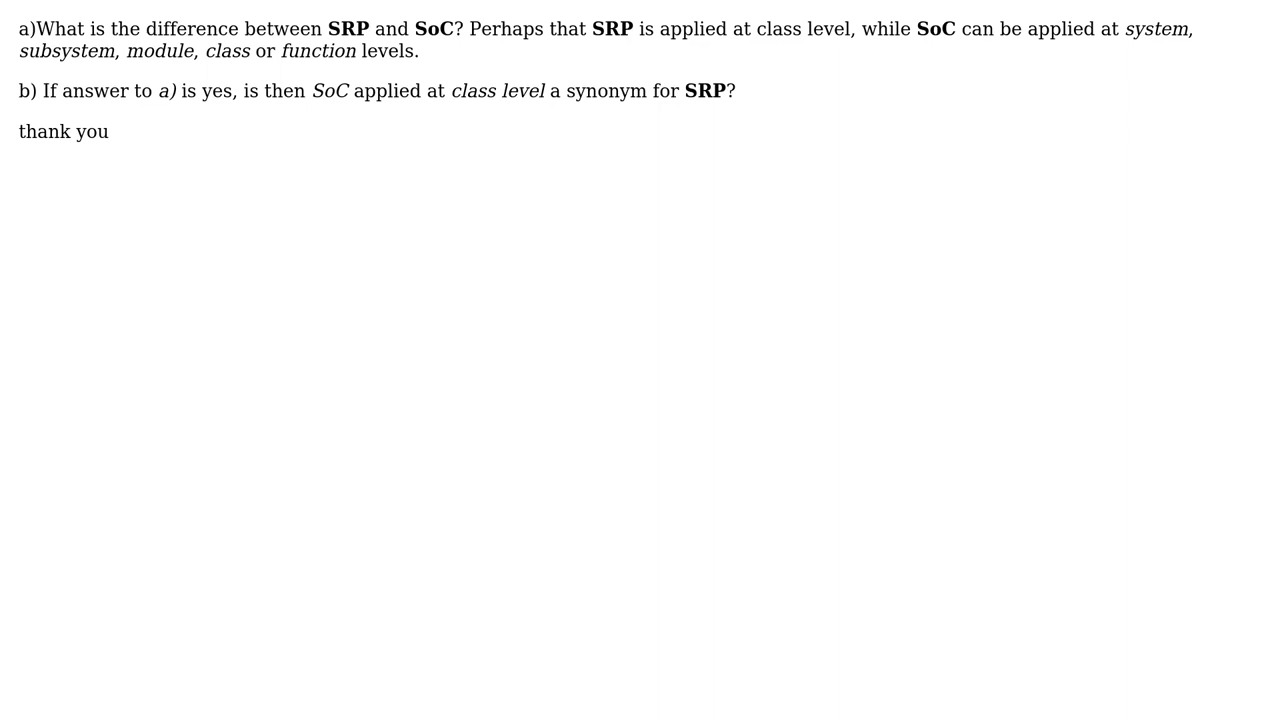 a)What is the difference between SRP and SoC? Perhaps that SRP is applied at class level, while SoC can be applied at system,
subsystem, module, class or function levels.
b) If answer to a) is yes, is then SoC applied at class level a synonym for SRP?
thank you